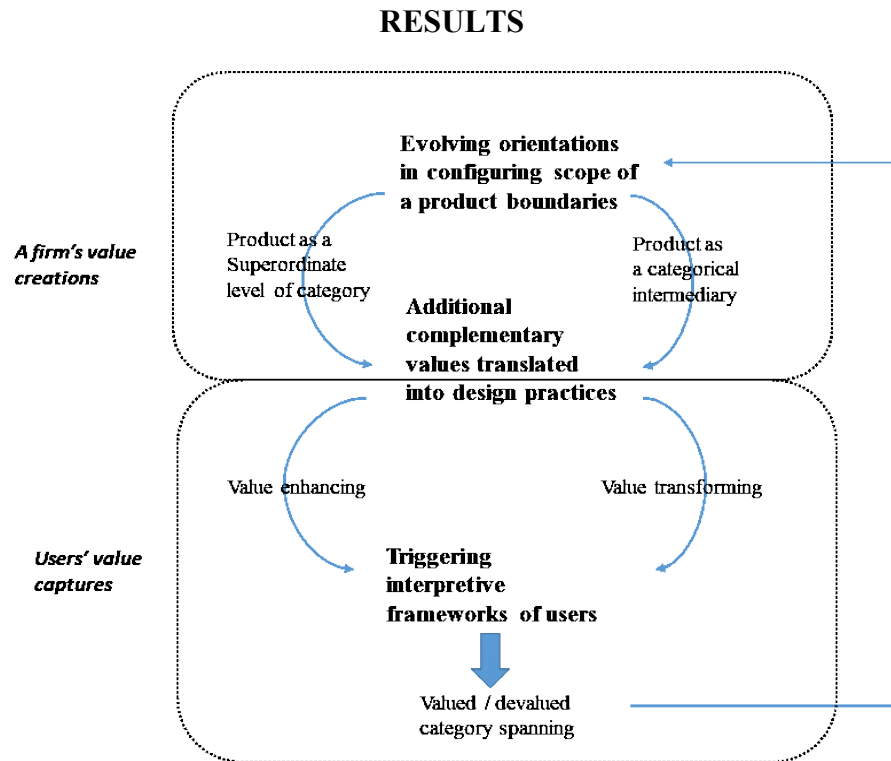 RESULTS
Evolving orientations
in configuring scope of
a product boundaries
A firm's value
creations
Product as a
Superordinate
level of category
Product as
a categorical
intermediary
Additional
complementary
values translated
into design practices
Value enhancing
Value transforming
Users' value
captures
Triggering
interpretive
frameworks of users
Valued / devalued
category spanning